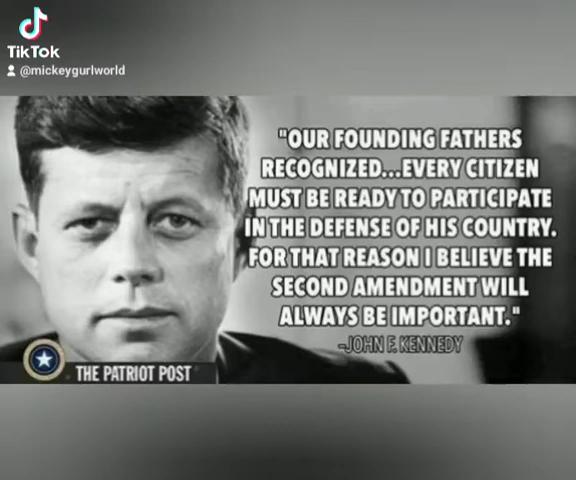 TikTok
@mickeygurlworld
"OUR FOUNDING FATHERS
RECOGNIZED...EVERY CITIZEN
MUST BE READY TO PARTICIPATE
IN THE DEFENSE OF HIS COUNTRY.
FOR THAT REASON I BELIEVE THE
SECOND AMENDMENT WILL
ALWAYS BE IMPORTANT."
-JOHN F. KENNEDY
THE PATRIOT POST